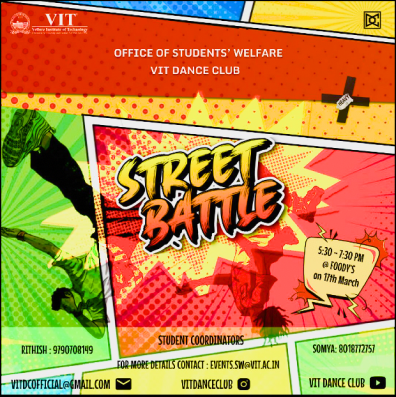 VIT
Vellore Institute of Technology
OFFICE OF STUDENTS' WELFARE
VIT DANCE CLUB
STREET
BATTLE
5:30 - 7:30 PM
@ FOODY'S
on 17th March
STUDENT COORDINATORS
RITHISH : 9790708149
SOMYA: 8018772757
FOR MORE DETAILS CONTACT : EVENTS.SW@VIT.AC.IN
VITDCOFFICIAL@GMAIL.COM
VITDANCECLUB
VIT DANCE CLUB